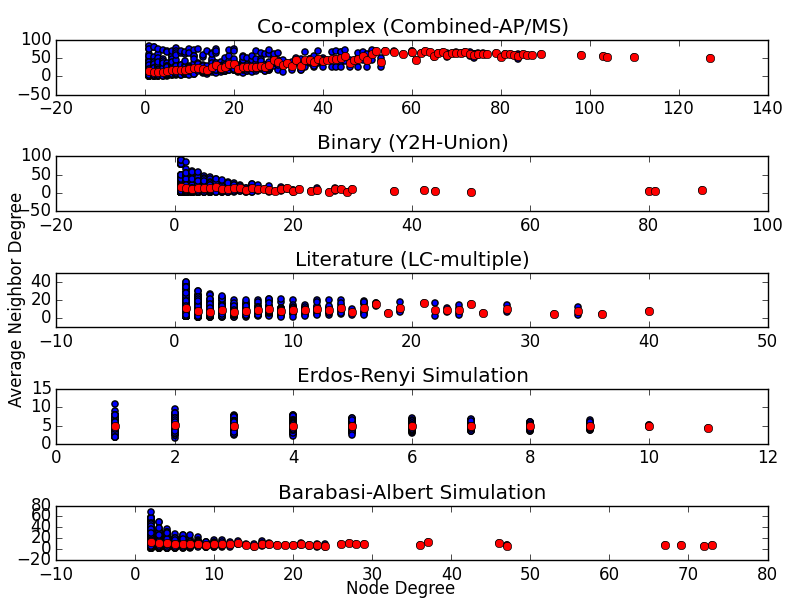 Co-complex (Combined-AP/MS)
100
50
0
−50
−20 0 20 40 60 80 100 120 140
Binary (Y2H-Union)
100
50
0
−50
−20 0 20 40 60 80 100
Literature (LC-multiple)
40
20
0
−10 0 10 20 30 40 50
Erdos-Renyi Simulation
15
10
5
0
0 2 4 6 8 10 12
Barabasi-Albert Simulation
80
60
40
20
0
−20
−10 0 10 20 30 40 50 60 70 80
Node Degree
Average Neighbor Degree